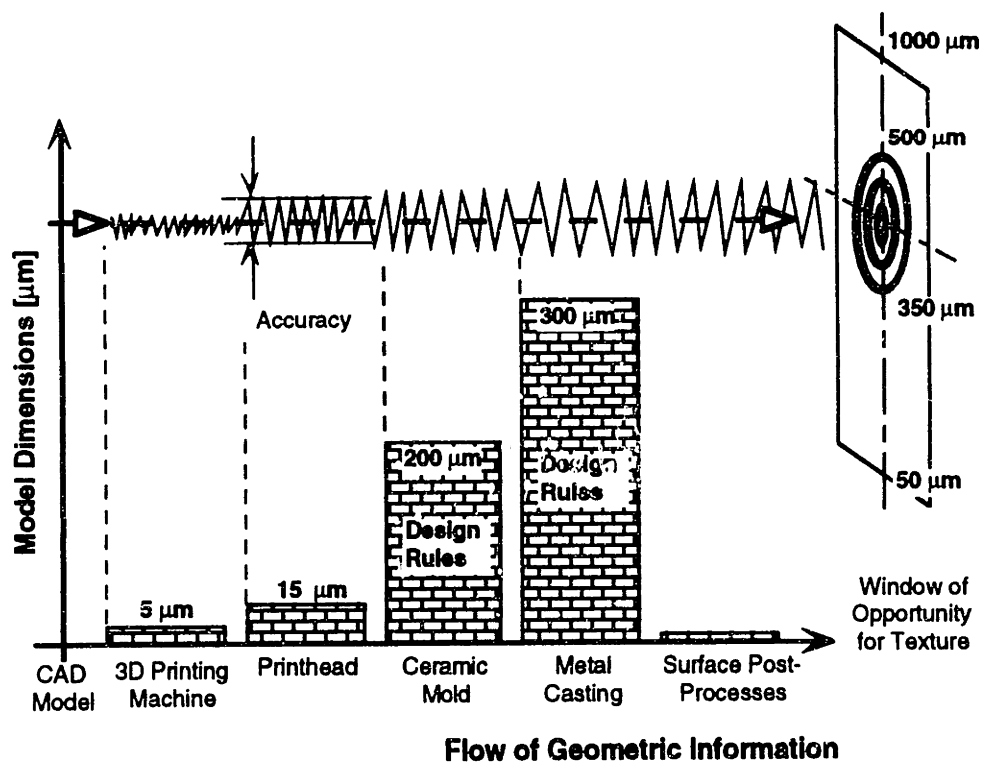 1000 µm
500 µm
Accuracy
350 µm
300 µm
200 µm
Design
Rules
Design
Rules
50 µm
5 µm
15 µm
Model Dimensions [µm]
CAD
Model
3D Printing
Machine
Printhead
Ceramic
Mold
Metal
Casting
Surface Post-
Processes
Window of
Opportunity
for Texture
Flow of Geometric Information